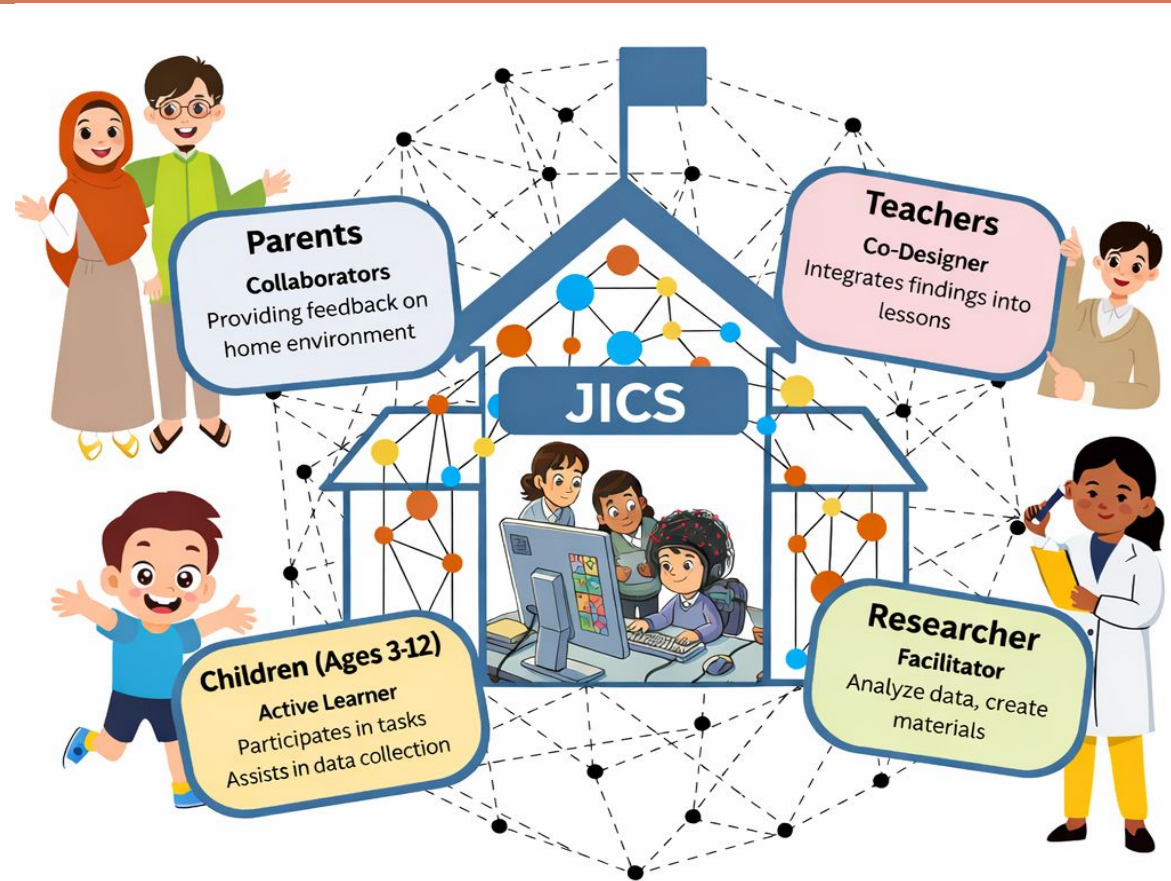 Parents
Collaborators
Providing feedback on
home environment
Teachers
Co-Designer
Integrates findings into
lessons
JICS
Children (Ages 3-12)
Active Learner
Participates in tasks
Assists in data collection
Researcher
Facilitator
Analyze data, create
materials